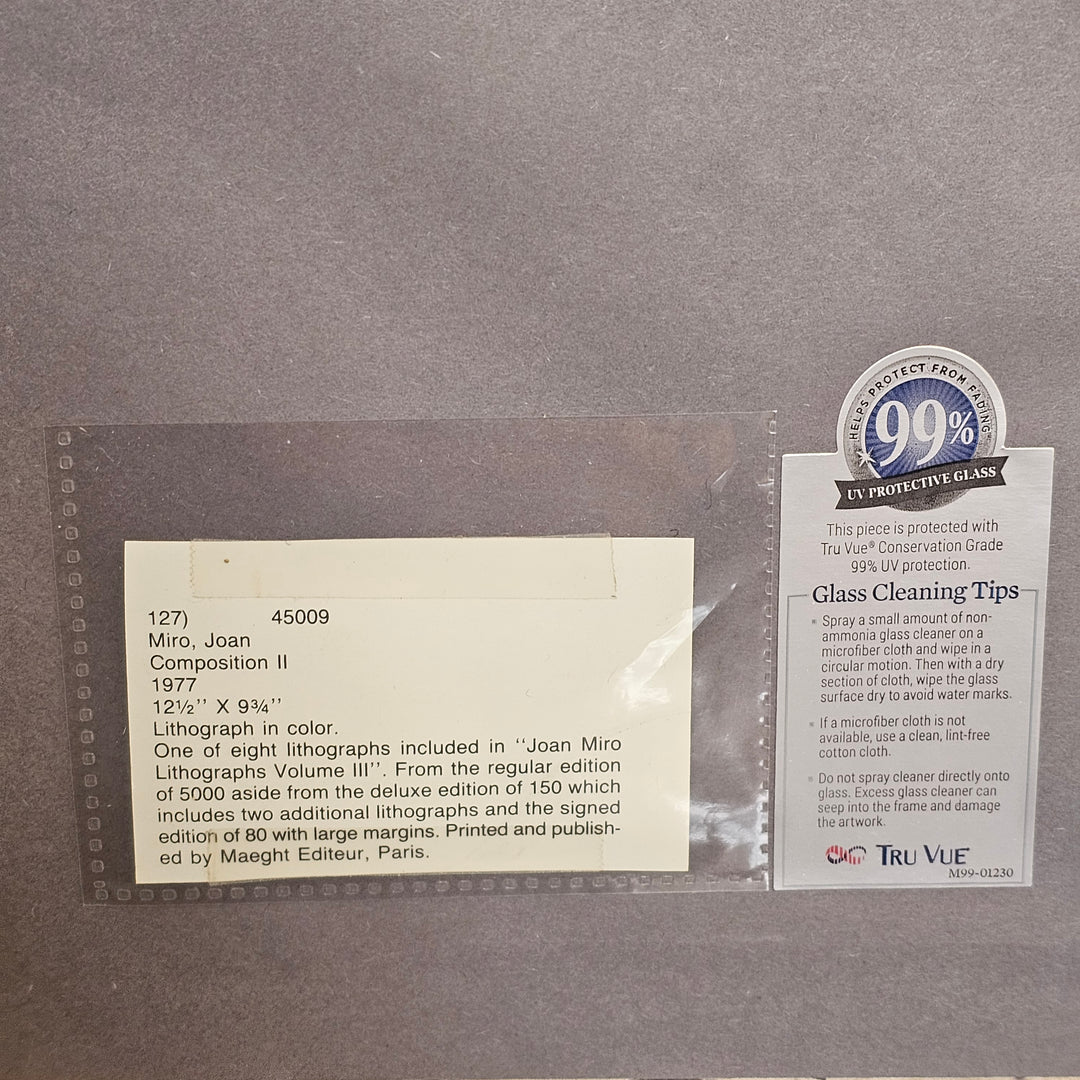 127) 45009
Miro, Joan
Composition II
1977
12½'' X 9¾''
Lithograph in color.
One of eight lithographs included in ‘‘Joan Miro
Lithographs Volume III’’. From the regular edition
of 5000 aside from the deluxe edition of 150 which
includes two additional lithographs and the signed
edition of 80 with large margins. Printed and publish-
ed by Maeght Editeur, Paris.
HELPS PROTECT FROM FADING
99%
UV PROTECTIVE GLASS
This piece is protected with
Tru Vue® Conservation Grade
99% UV protection.
Glass Cleaning Tips
Spray a small amount of non-
ammonia glass cleaner on a
microfiber cloth and wipe in a
circular motion. Then with a dry
section of cloth, wipe the glass
surface dry to avoid water marks.
If a microfiber cloth is not
available, use a clean, lint-free
cotton cloth.
Do not spray cleaner directly onto
glass. Excess glass cleaner can
seep into the frame and damage
the artwork.
TRU VUE
M99-01230